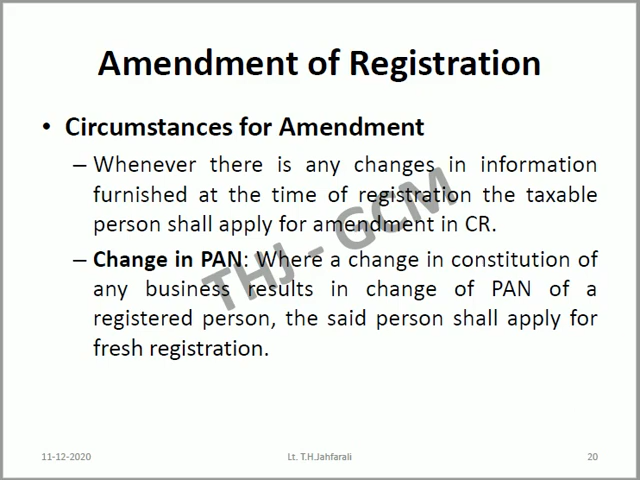 Amendment of Registration
• Circumstances for Amendment
– Whenever there is any changes in information
furnished at the time of registration the taxable
person shall apply for amendment in CR.
– Change in PAN: Where a change in constitution of
any business results in change of PAN of a
registered person, the said person shall apply for
fresh registration.
THJ - GCM
11-12-2020
Lt. T.H.Jahfarali
20